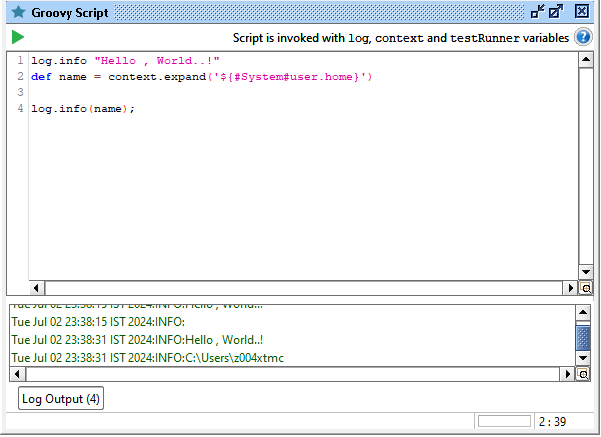 Groovy Script
Script is invoked with log, context and testRunner variables
1 log.info "Hello , World..!"
2 def name = context.expand('${#System#user.home}')
3
4 log.info(name);
Tue Jul 02 23:38:15 IST 2024:INFO:Hello , World..!
Tue Jul 02 23:38:15 IST 2024:INFO:
Tue Jul 02 23:38:31 IST 2024:INFO:Hello , World..!
Tue Jul 02 23:38:31 IST 2024:INFO:C:\Users\z004xtmc
Log Output (4)
2 : 39